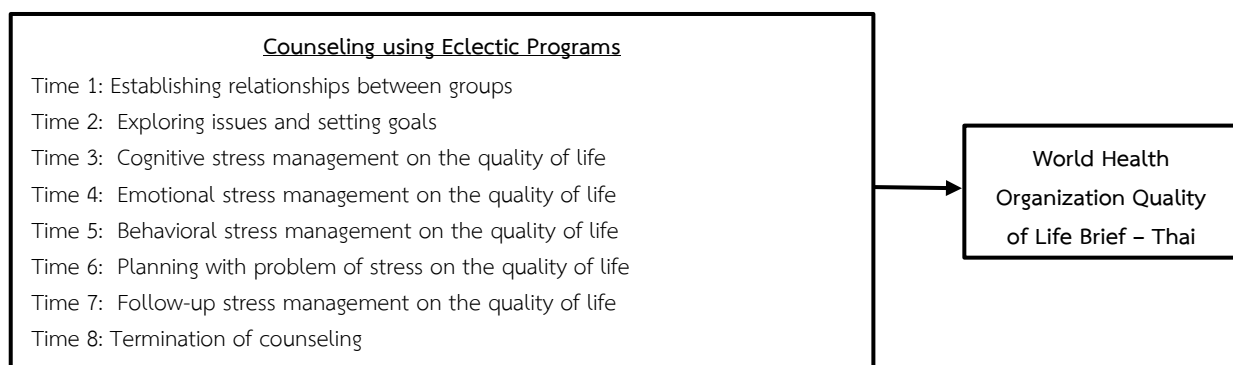 Counseling using Eclectic Programs
Time 1: Establishing relationships between groups
Time 2: Exploring issues and setting goals
Time 3: Cognitive stress management on the quality of life
Time 4: Emotional stress management on the quality of life
Time 5: Behavioral stress management on the quality of life
Time 6: Planning with problem of stress on the quality of life
Time 7: Follow-up stress management on the quality of life
Time 8: Termination of counseling
World Health
Organization Quality
of Life Brief – Thai